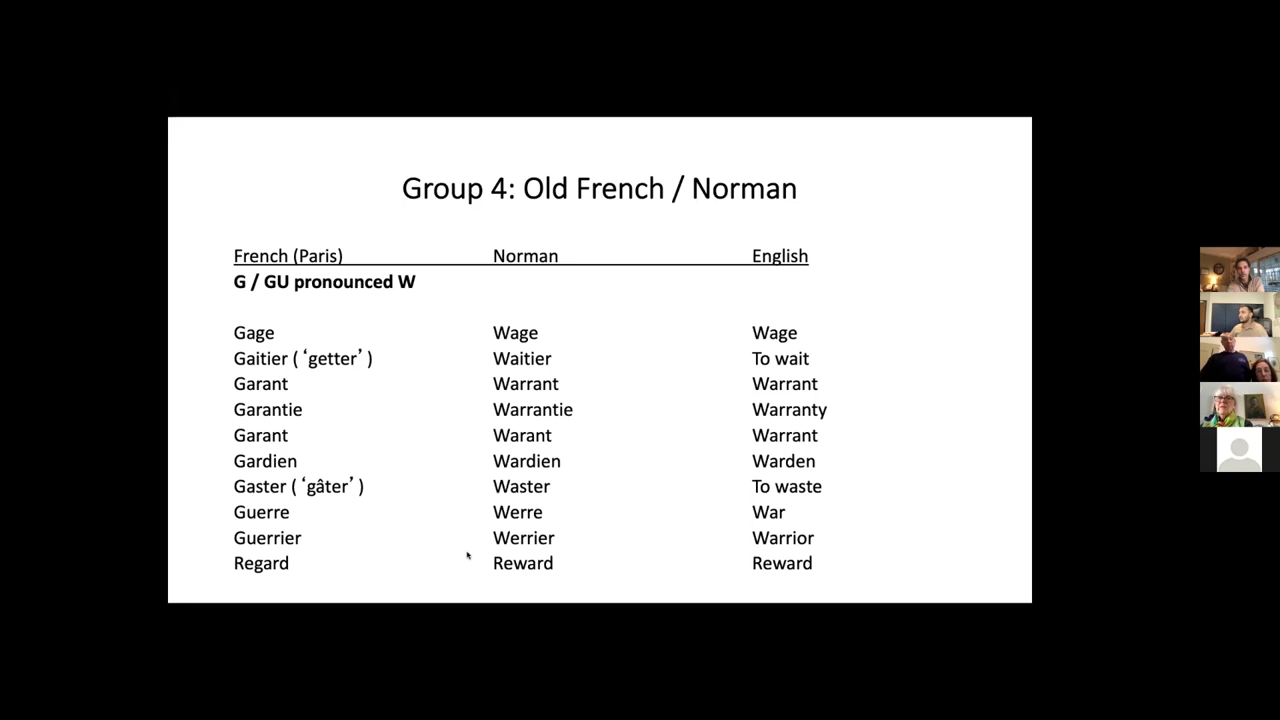 Group 4: Old French / Norman
French (Paris) Norman English
G / GU pronounced W
Gage Wage Wage
Gaitier ( ‘getter’ ) Waitier To wait
Garant Warrant Warrant
Garantie Warrantie Warranty
Garant Warant Warrant
Gardien Wardien Warden
Gaster ( ‘gâter’ ) Waster To waste
Guerre Werre War
Guerrier Werrier Warrior
Regard Reward Reward